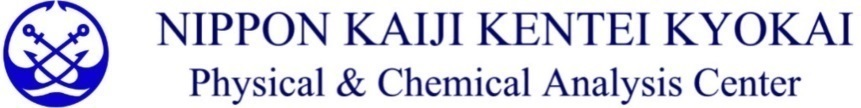 NIPPON KAIJI KENTEI KYOKAI
Physical & Chemical Analysis Center